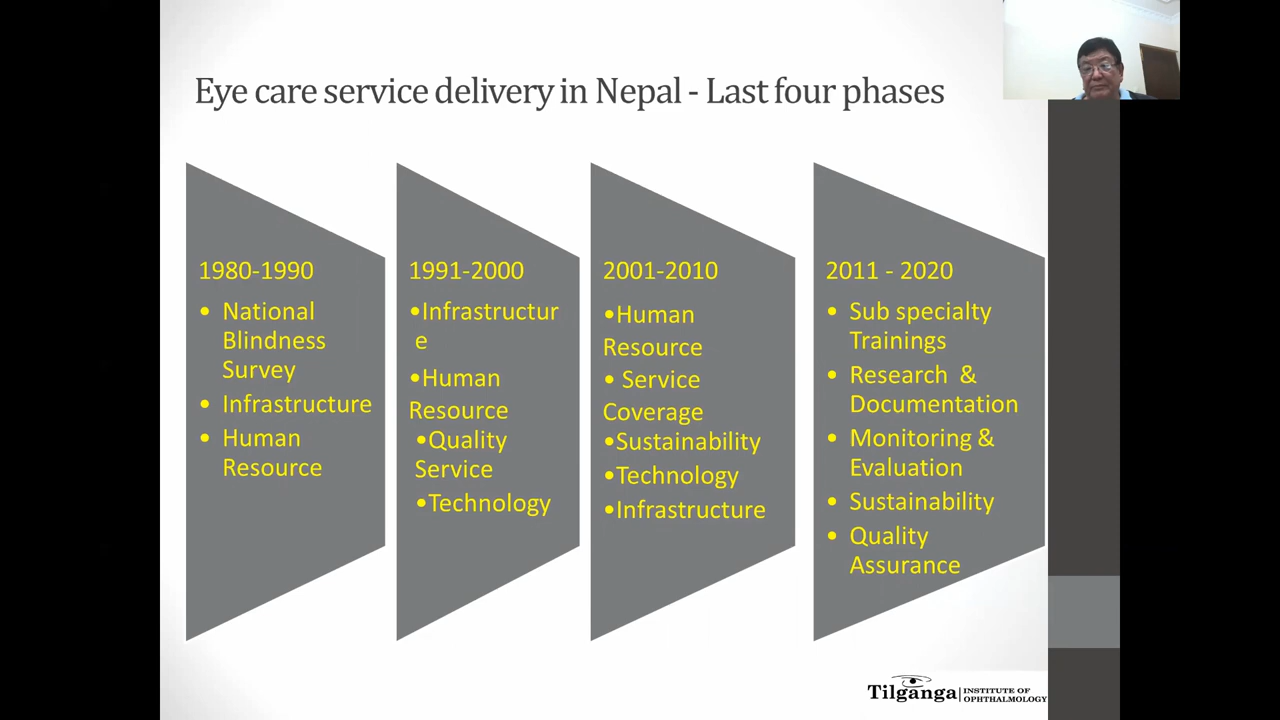 Eye care service delivery in Nepal - Last four phases
1980-1990
• National
Blindness
Survey
• Infrastructure
• Human
Resource
1991-2000
•Infrastructur
e
•Human
Resource
•Quality
Service
•Technology
2001-2010
•Human
Resource
• Service
Coverage
•Sustainability
•Technology
•Infrastructure
2011 - 2020
• Sub specialty
Trainings
• Research &
Documentation
• Monitoring &
Evaluation
• Sustainability
• Quality
Assurance
Tilganga INSTITUTE OF
OPHTHALMOLOGY